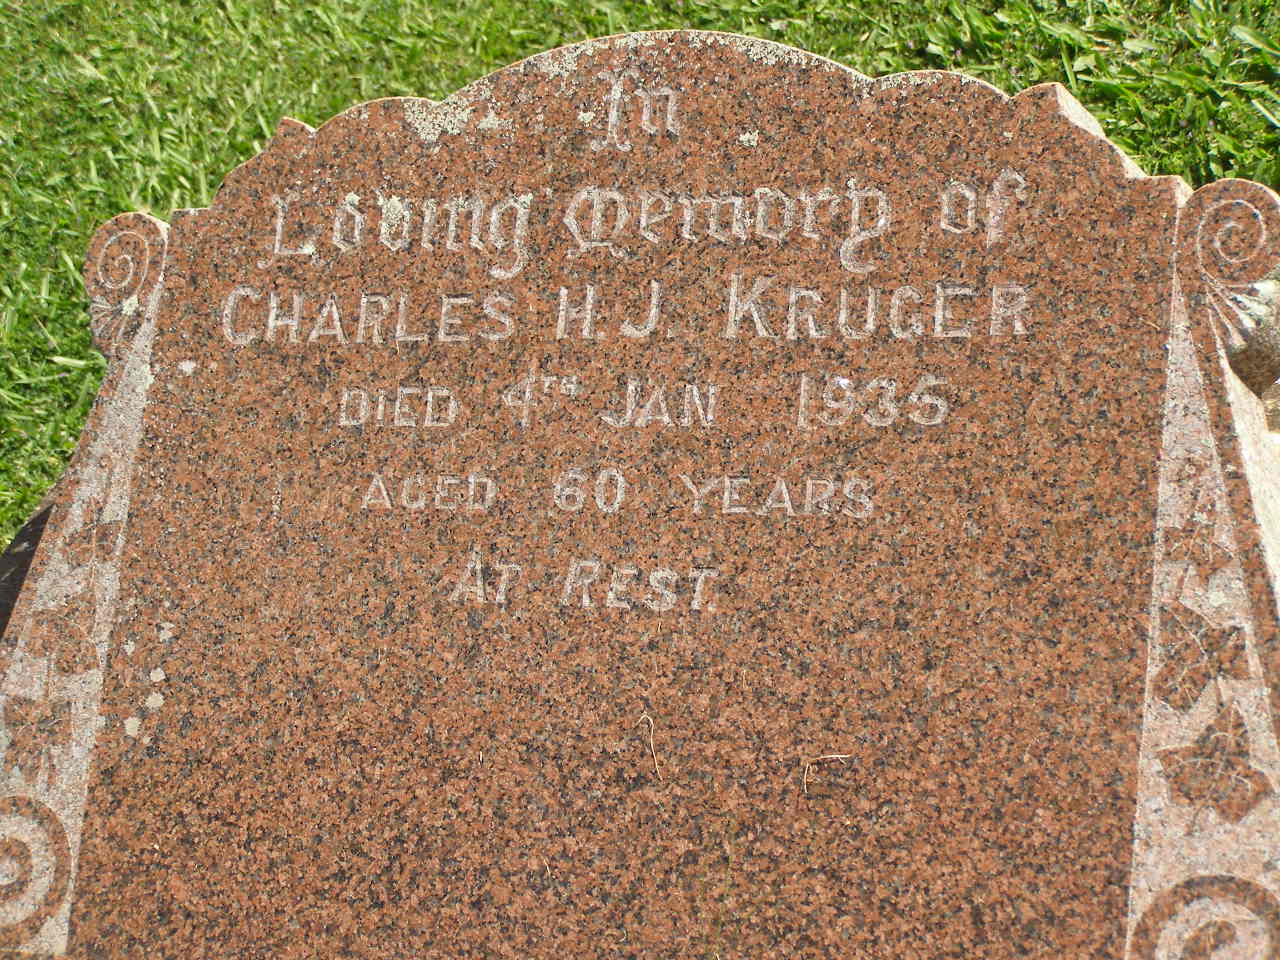 In
Loving Memory of
CHARLES H.J. KRUGER
DIED 4TH JAN 1935
AGED 60 YEARS
AT REST.